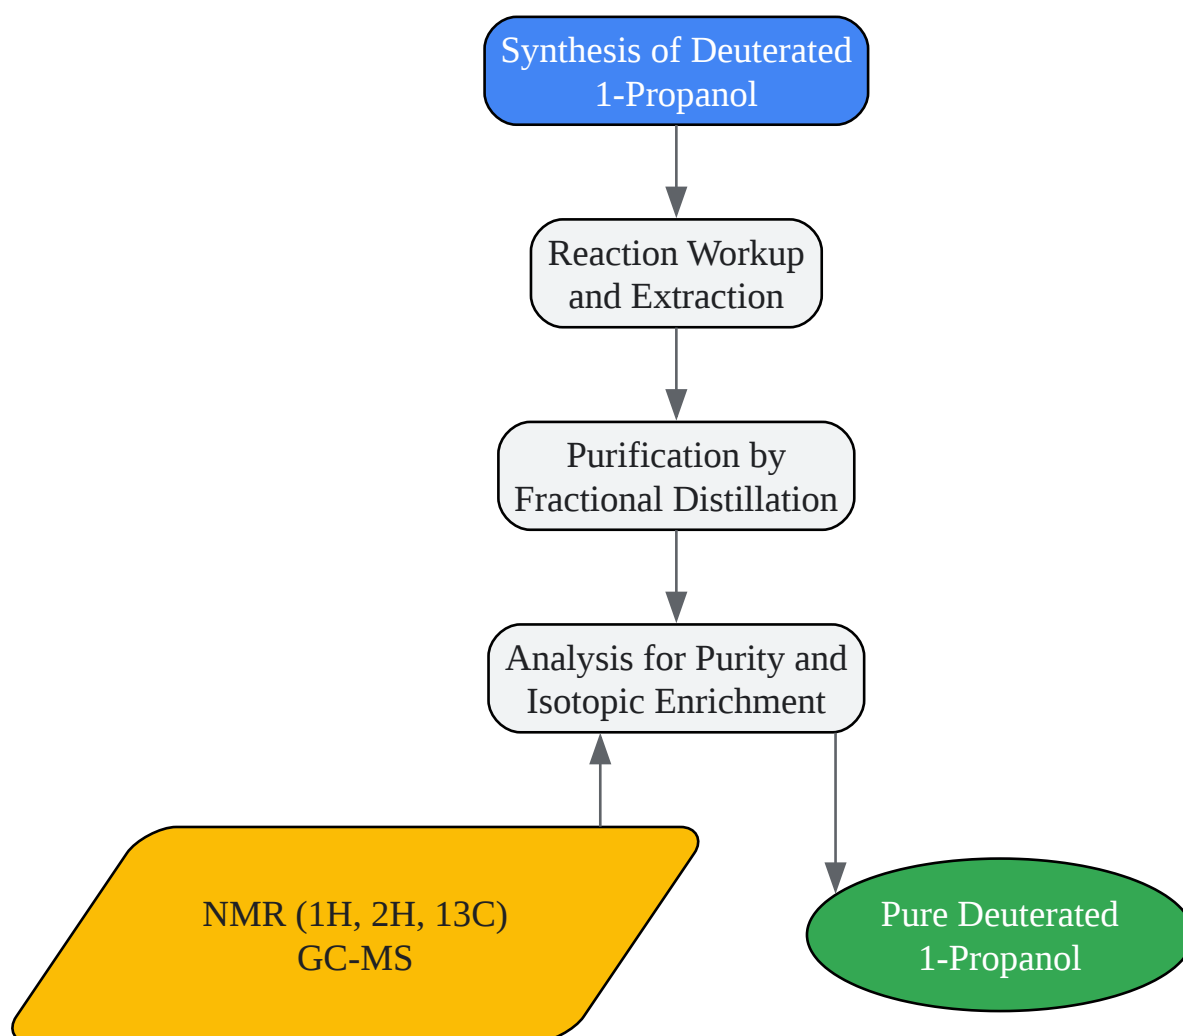 Synthesis of Deuterated
1-Propanol
Reaction Workup
and Extraction
Purification by
Fractional Distillation
Analysis for Purity and
Isotopic Enrichment
NMR (1H, 2H, 13C)
GC-MS
Pure Deuterated
1-Propanol